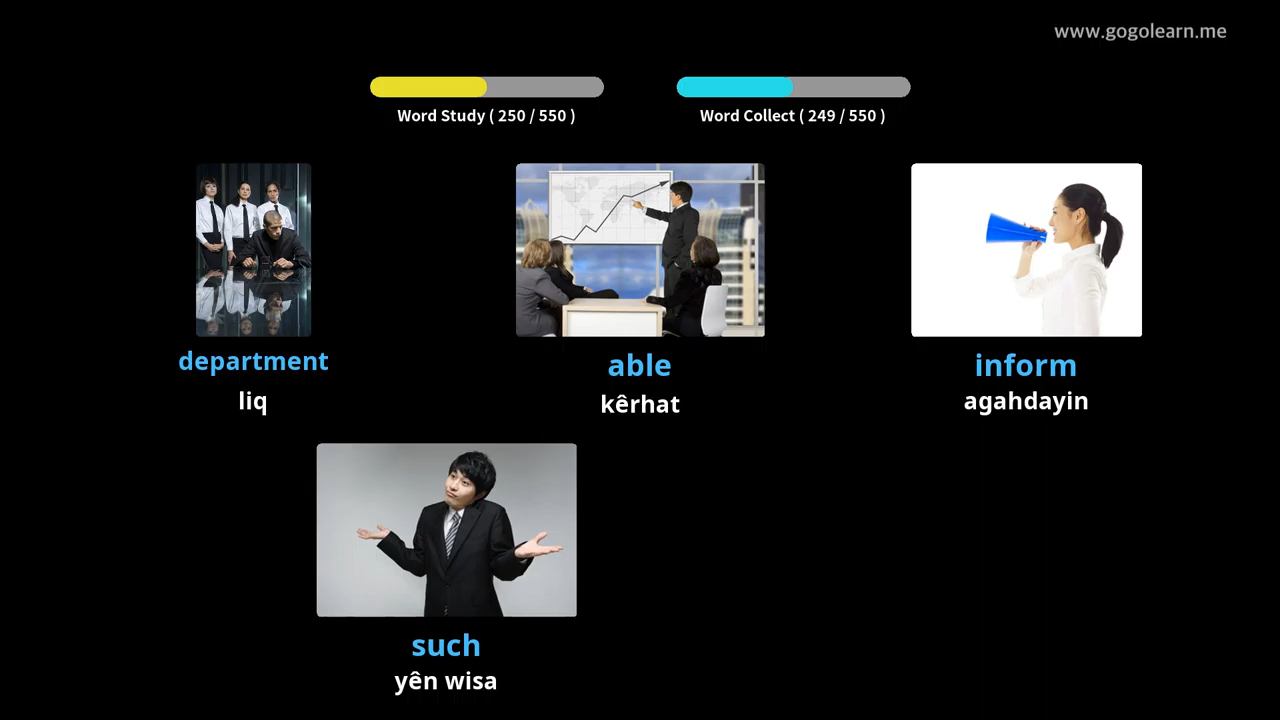 www.gogolearn.me
Word Study ( 250 / 550 )
Word Collect ( 249 / 550 )
department
liq
able
kêrhat
inform
agahdayin
such
yên wisa